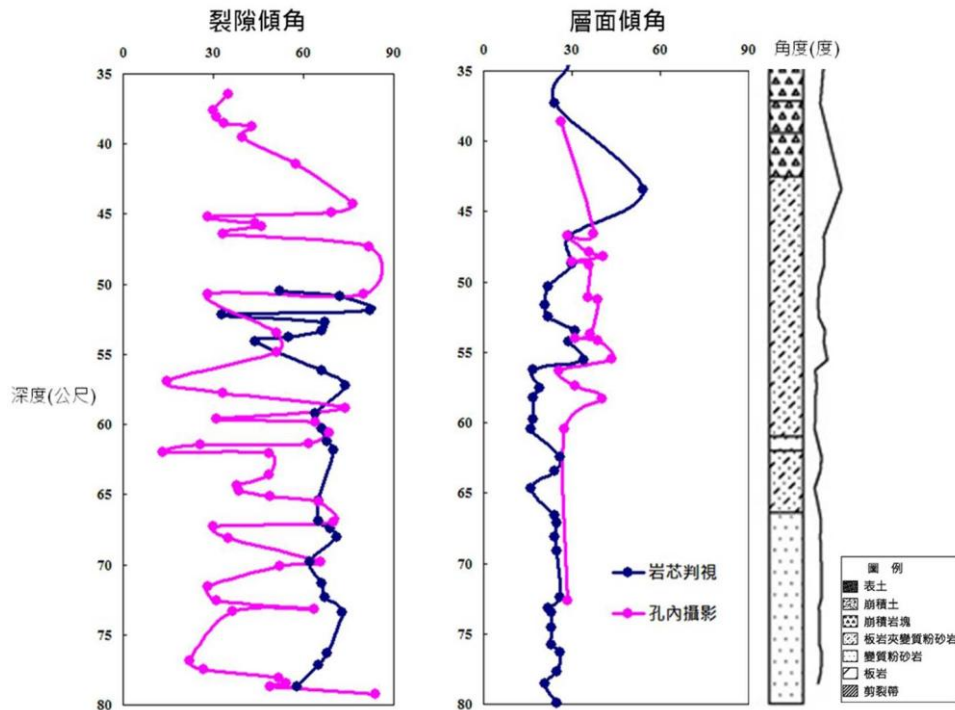 裂隙傾角
0 30 60 90
35
40
45
50
55
60
65
70
75
80
深度(公尺)
層面傾角
0 30 60 90
35
40
45
50
55
60
65
70
75
80
岩芯判視
孔內攝影
角度(度)
圖 例
表土
崩積土
崩積岩塊
板岩夾變質粉砂岩
變質粉砂岩
板岩
剪裂帶